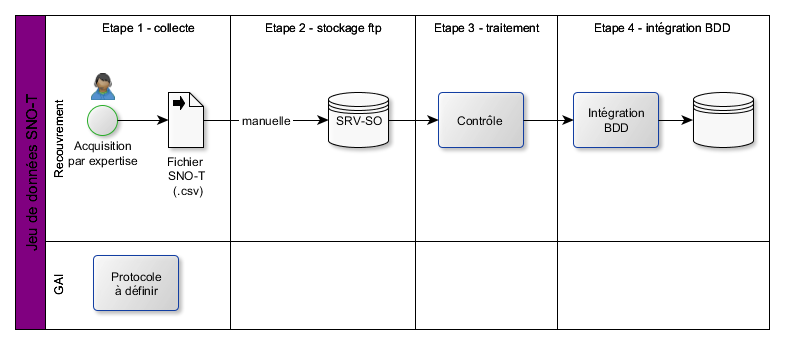 Etape 1 - collecte
Etape 2 - stockage ftp
Etape 3 - traitement
Etape 4 - intégration BDD
Jeu de données SNO-T
Recouvrement
Acquisition
par expertise
Fichier
SNO-T
(.csv)
manuelle
SRV-SO
Contrôle
Intégration
BDD
GAI
Protocole
à définir